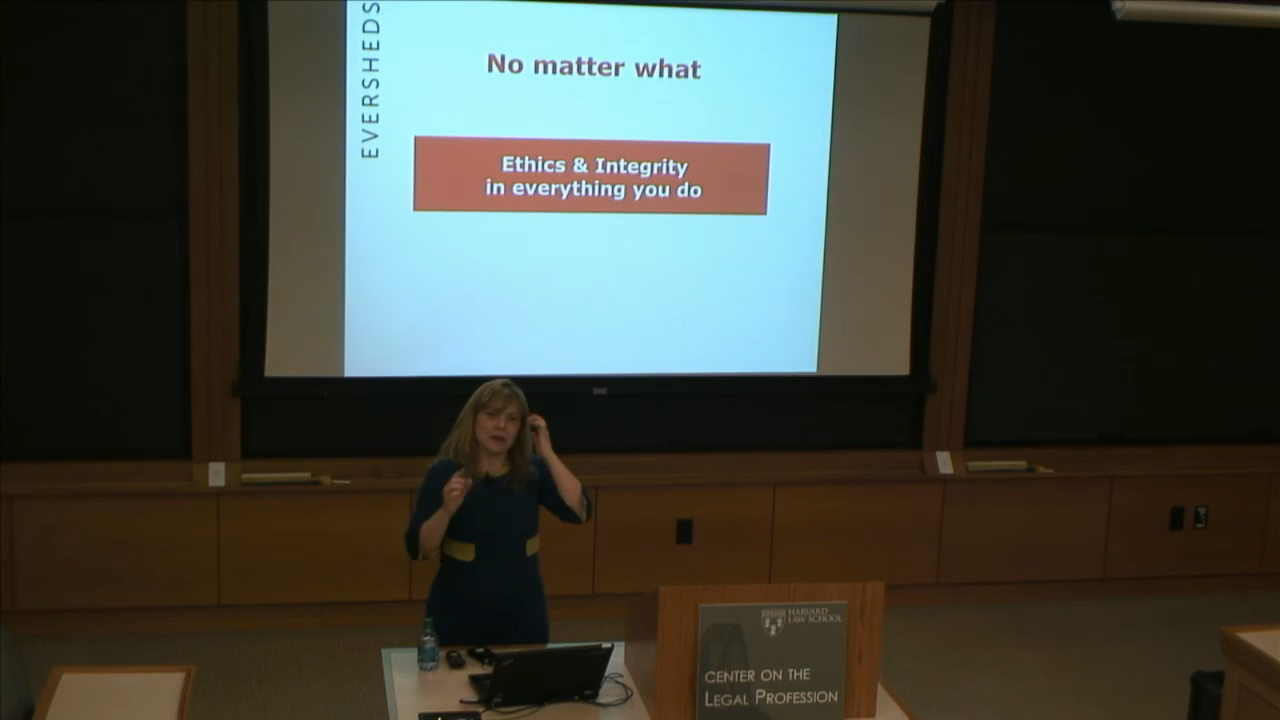 EVERSHEDS
No matter what
Ethics & Integrity
in everything you do
HARVARD
LAW SCHOOL
CENTER ON THE
LEGAL PROFESSION